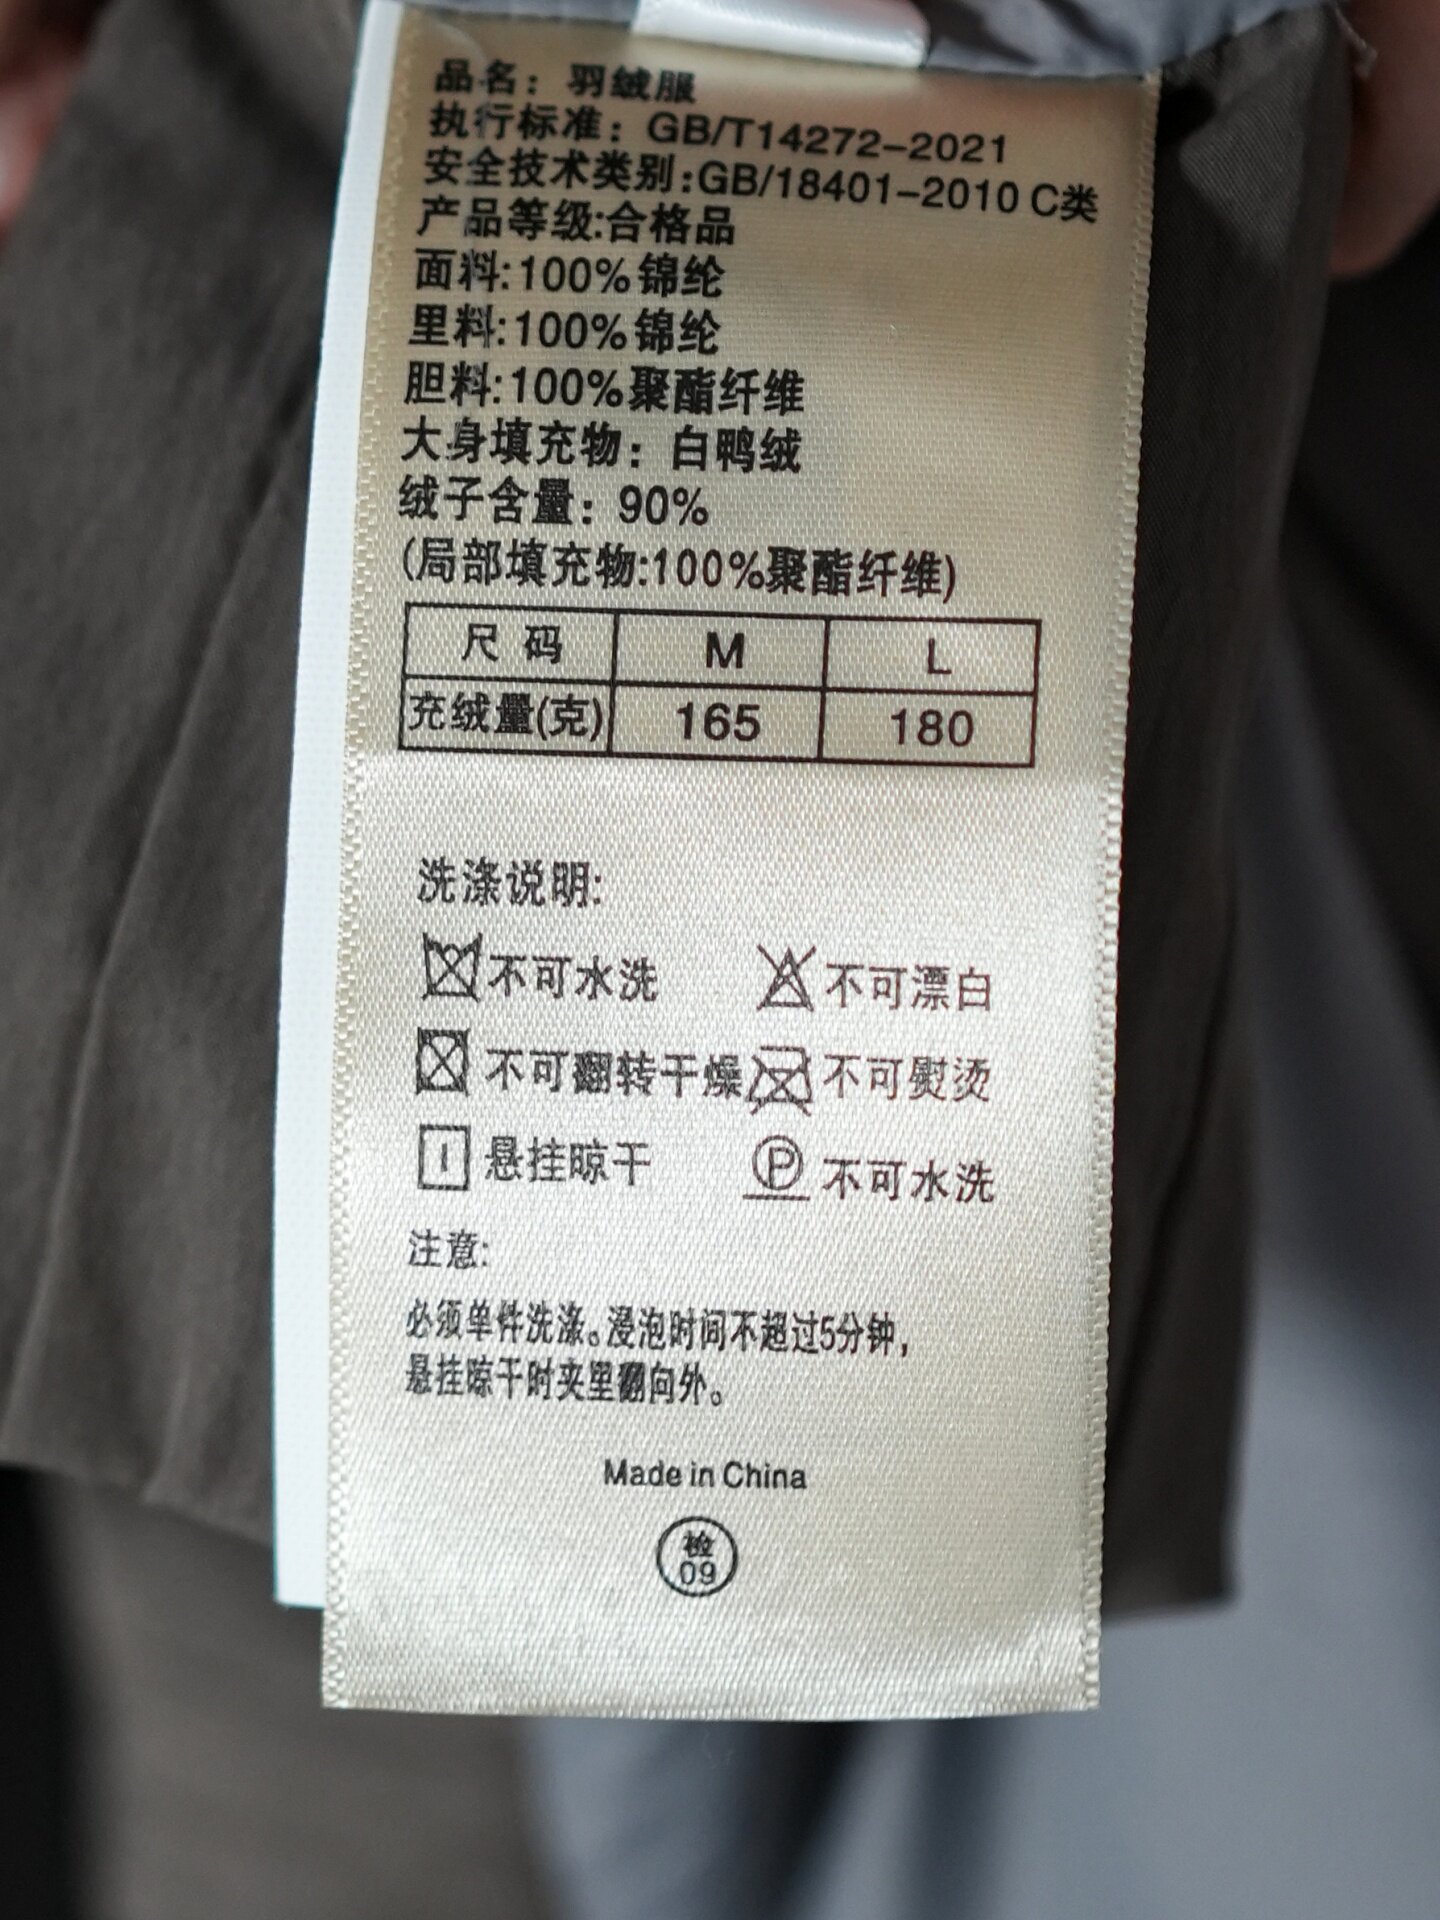 品名：羽绒服
执行标准：GB/T14272-2021
安全技术类别:GB/18401-2010 C类
产品等级:合格品
面料:100%锦纶
里料:100%锦纶
胆料:100%聚酯纤维
大身填充物：白鸭绒
绒子含量：90%
(局部填充物:100%聚酯纤维)
尺码 M L
充绒量(克) 165 180
洗涤说明:
不可水洗 不可漂白
不可翻转干燥 不可熨烫
悬挂晾干 P 不可水洗
注意:
必须单件洗涤。浸泡时间不超过5分钟，
悬挂晾干时夹里翻向外。
Made in China
检
09